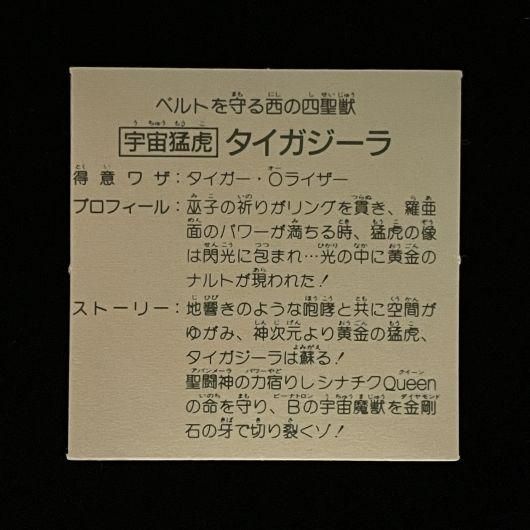 ベルトを守る西の四聖獣
宇宙猛虎 タイガジーラ
得意ワザ：タイガー・Oライザー
プロフィール：巫子の祈りがリングを貫き、羅亜
面のパワーが満ちる時、猛虎の像
は閃光に包まれ…光の中に黄金の
ナルトが現われた！
ストーリー：地響きのような咆哮と共に空間が
ゆがみ、神次元より黄金の猛虎、
タイガジーラは蘇る！
聖闘神の力宿りしシナチクQueen
の命を守り、Bの宇宙魔獣を金剛
石の牙で切り裂くゾ！